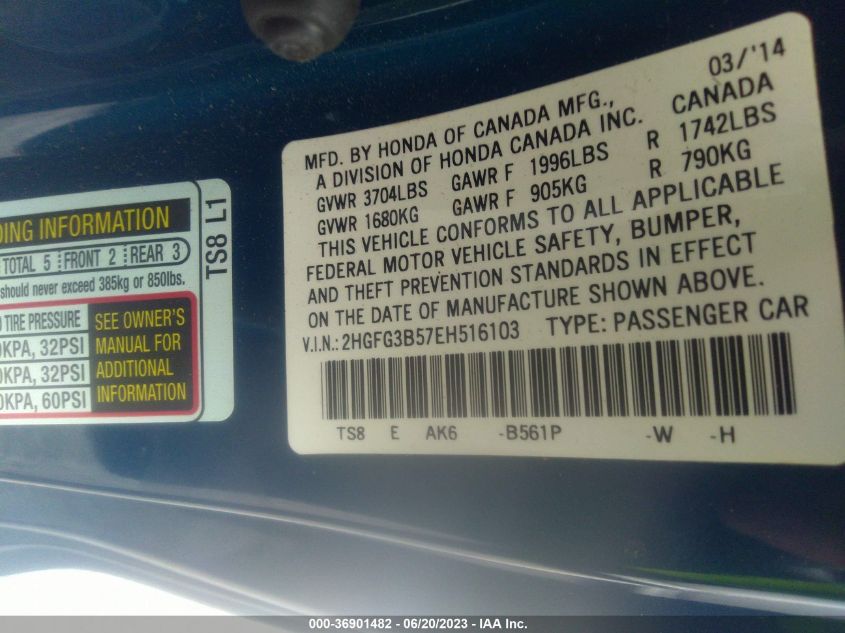 DING INFORMATION
TOTAL 5 FRONT 2 REAR 3
should never exceed 385kg or 850lbs.
TIRE PRESSURE
0KPA, 32PSI
0KPA, 32PSI
0KPA, 60PSI
SEE OWNER'S
MANUAL FOR
ADDITIONAL
INFORMATION
TS8 L1
03/'14
MFD. BY HONDA OF CANADA MFG.,
A DIVISION OF HONDA CANADA INC. CANADA
GVWR 3704LBS GAWR F 1996LBS R 1742LBS
GVWR 1680KG GAWR F 905KG R 790KG
THIS VEHICLE CONFORMS TO ALL APPLICABLE
FEDERAL MOTOR VEHICLE SAFETY, BUMPER,
AND THEFT PREVENTION STANDARDS IN EFFECT
ON THE DATE OF MANUFACTURE SHOWN ABOVE.
V.I.N.: 2HGFG3B57EH516103 TYPE: PASSENGER CAR
TS8 E AK6 -B561P -W -H
000-36901482 - 06/20/2023 - IAA Inc.